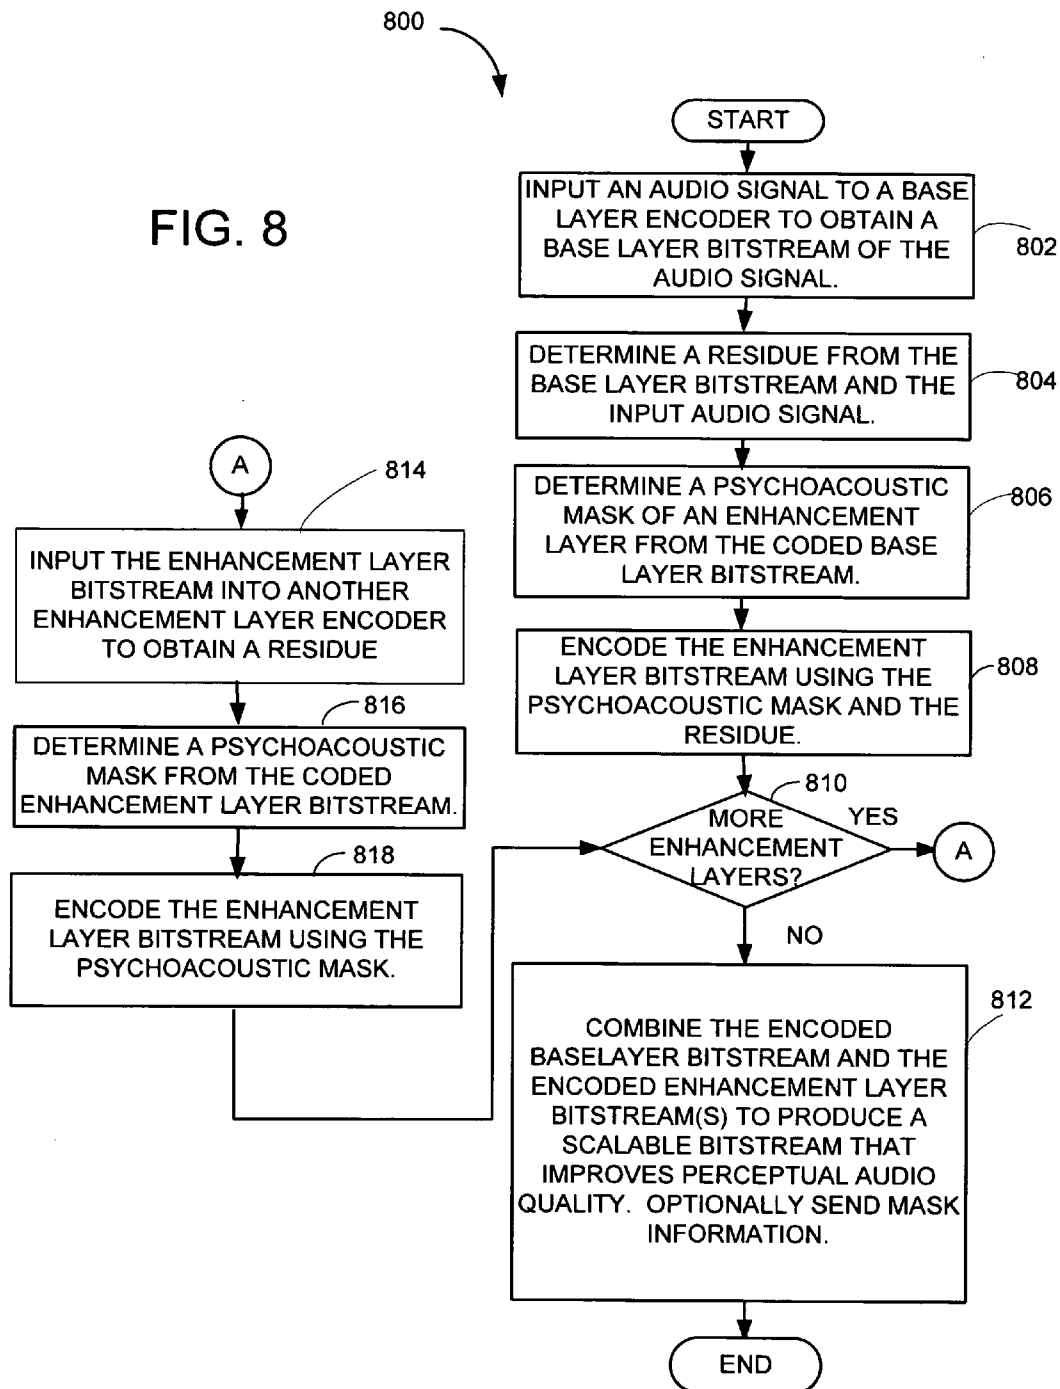 800
FIG. 8
START
INPUT AN AUDIO SIGNAL TO A BASE
LAYER ENCODER TO OBTAIN A
BASE LAYER BITSTREAM OF THE
AUDIO SIGNAL.
802
DETERMINE A RESIDUE FROM THE
BASE LAYER BITSTREAM AND THE
INPUT AUDIO SIGNAL.
804
DETERMINE A PSYCHOACOUSTIC
MASK OF AN ENHANCEMENT
LAYER FROM THE CODED BASE
LAYER BITSTREAM.
806
ENCODE THE ENHANCEMENT
LAYER BITSTREAM USING THE
PSYCHOACOUSTIC MASK AND THE
RESIDUE.
808
810
MORE
ENHANCEMENT
LAYERS?
YES
A
NO
COMBINE THE ENCODED
BASELAYER BITSTREAM AND THE
ENCODED ENHANCEMENT LAYER
BITSTREAM(S) TO PRODUCE A
SCALABLE BITSTREAM THAT
IMPROVES PERCEPTUAL AUDIO
QUALITY. OPTIONALLY SEND MASK
INFORMATION.
812
END
A
814
INPUT THE ENHANCEMENT LAYER
BITSTREAM INTO ANOTHER
ENHANCEMENT LAYER ENCODER
TO OBTAIN A RESIDUE
816
DETERMINE A PSYCHOACOUSTIC
MASK FROM THE CODED
ENHANCEMENT LAYER BITSTREAM.
818
ENCODE THE ENHANCEMENT
LAYER BITSTREAM USING THE
PSYCHOACOUSTIC MASK.